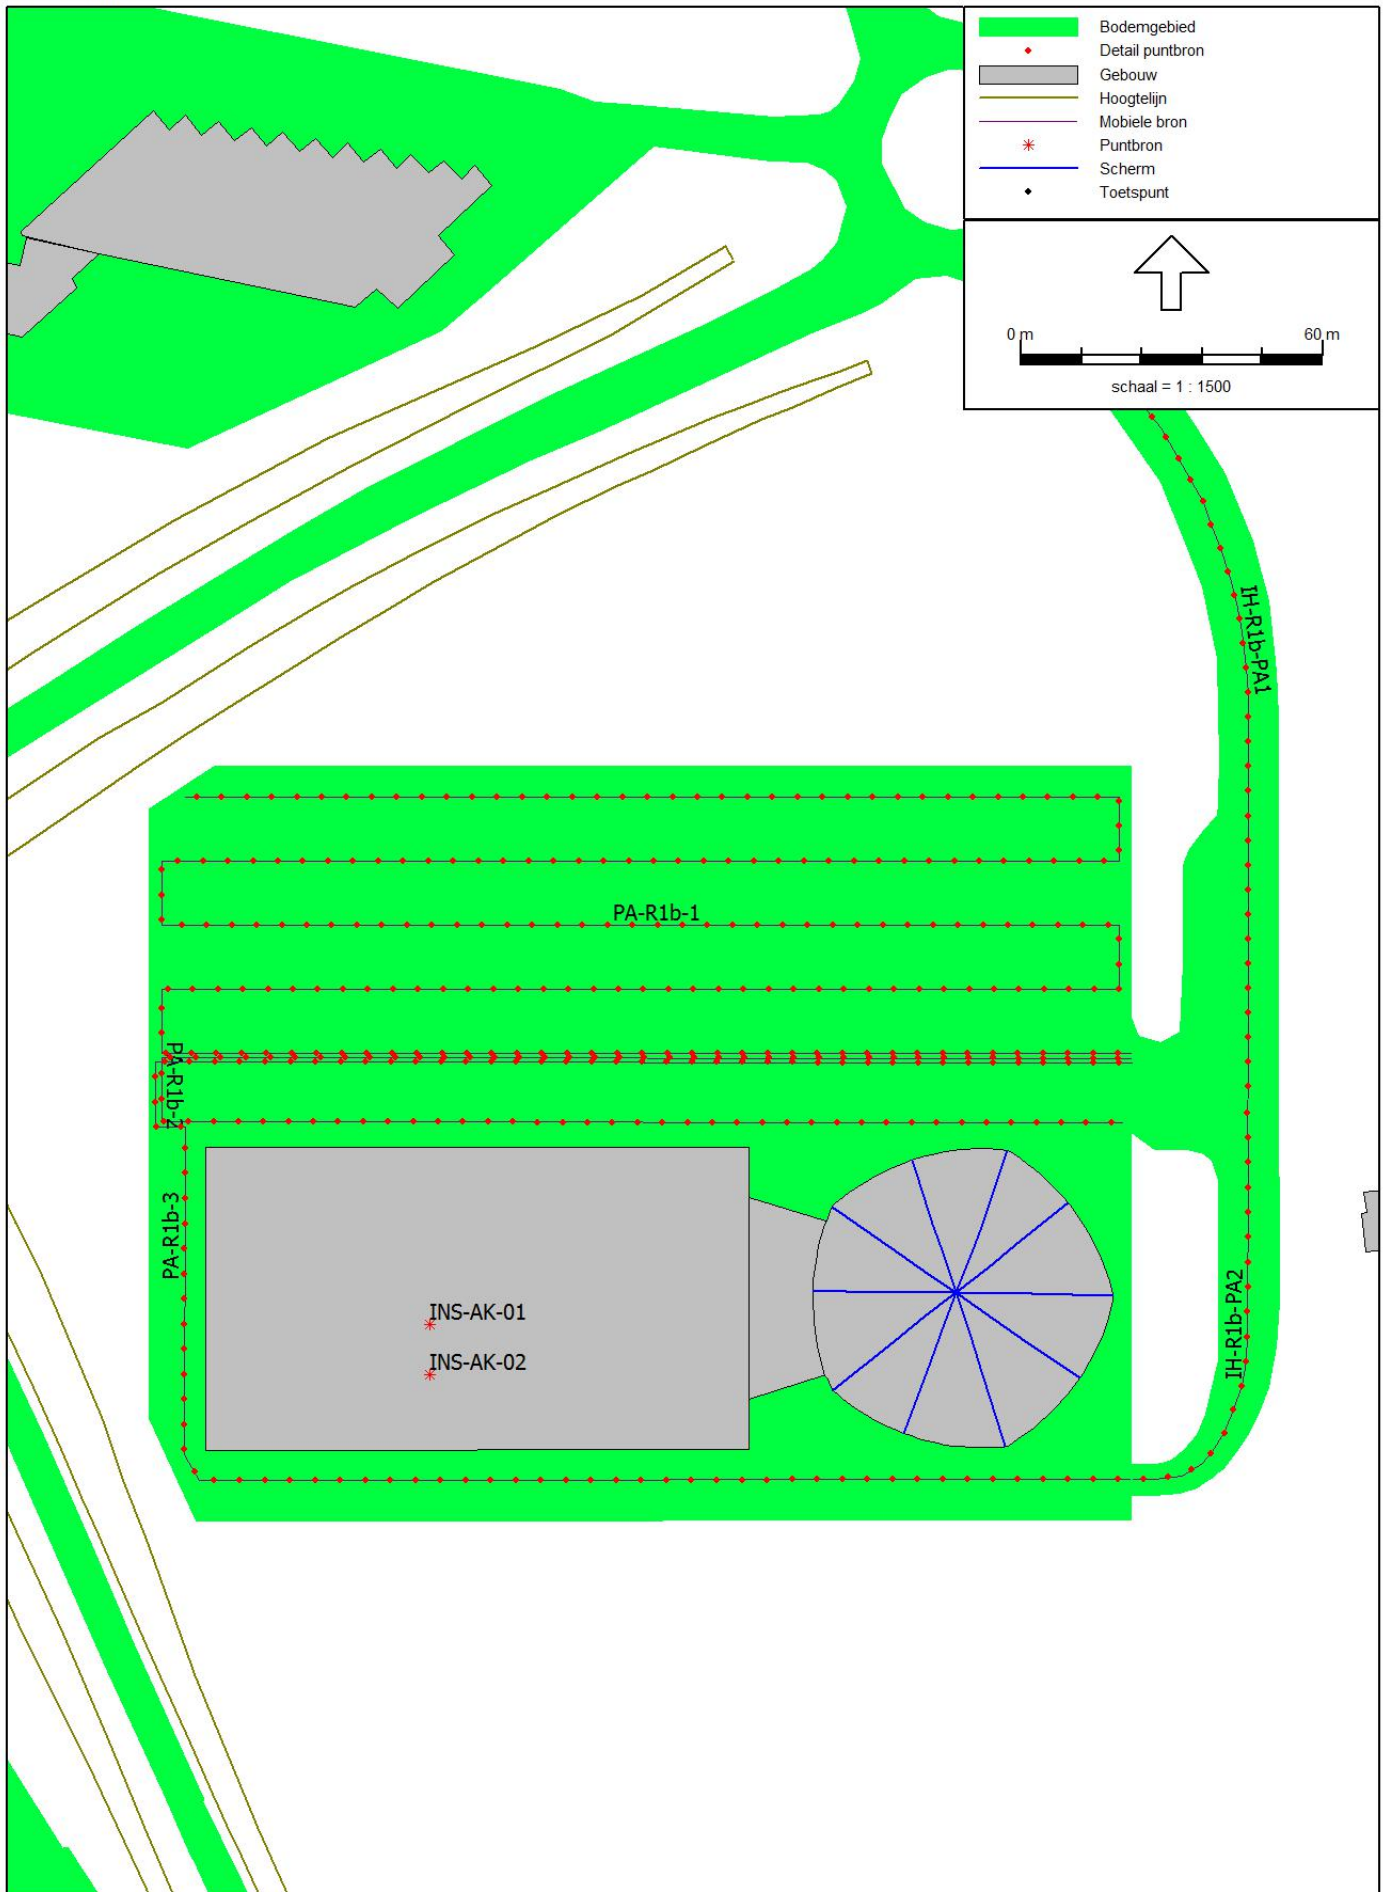 Bodemgebied
Detail puntbron
Gebouw
Hoogtelijn
Mobiele bron
Puntbron
Scherm
Toetspunt
0 m
60 m
schaal = 1 : 1500
IH-R1b-PA1
PA-R1b-1
PA-R1b-2
PA-R1b-3
INS-AK-01
INS-AK-02
IH-R1b-PA2